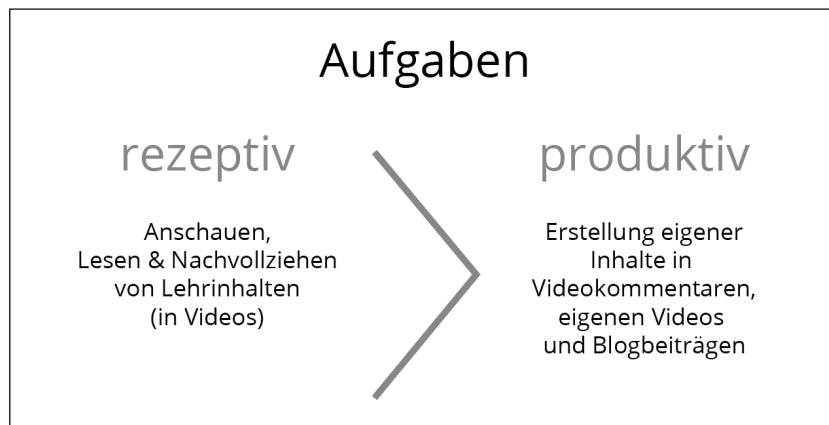 Aufgaben
rezeptiv
Anschauen,
Lesen & Nachvollziehen
von Lehrinhalten
(in Videos)
produktiv
Erstellung eigener
Inhalte in
Videokommentaren,
eigenen Videos
und Blogbeiträgen